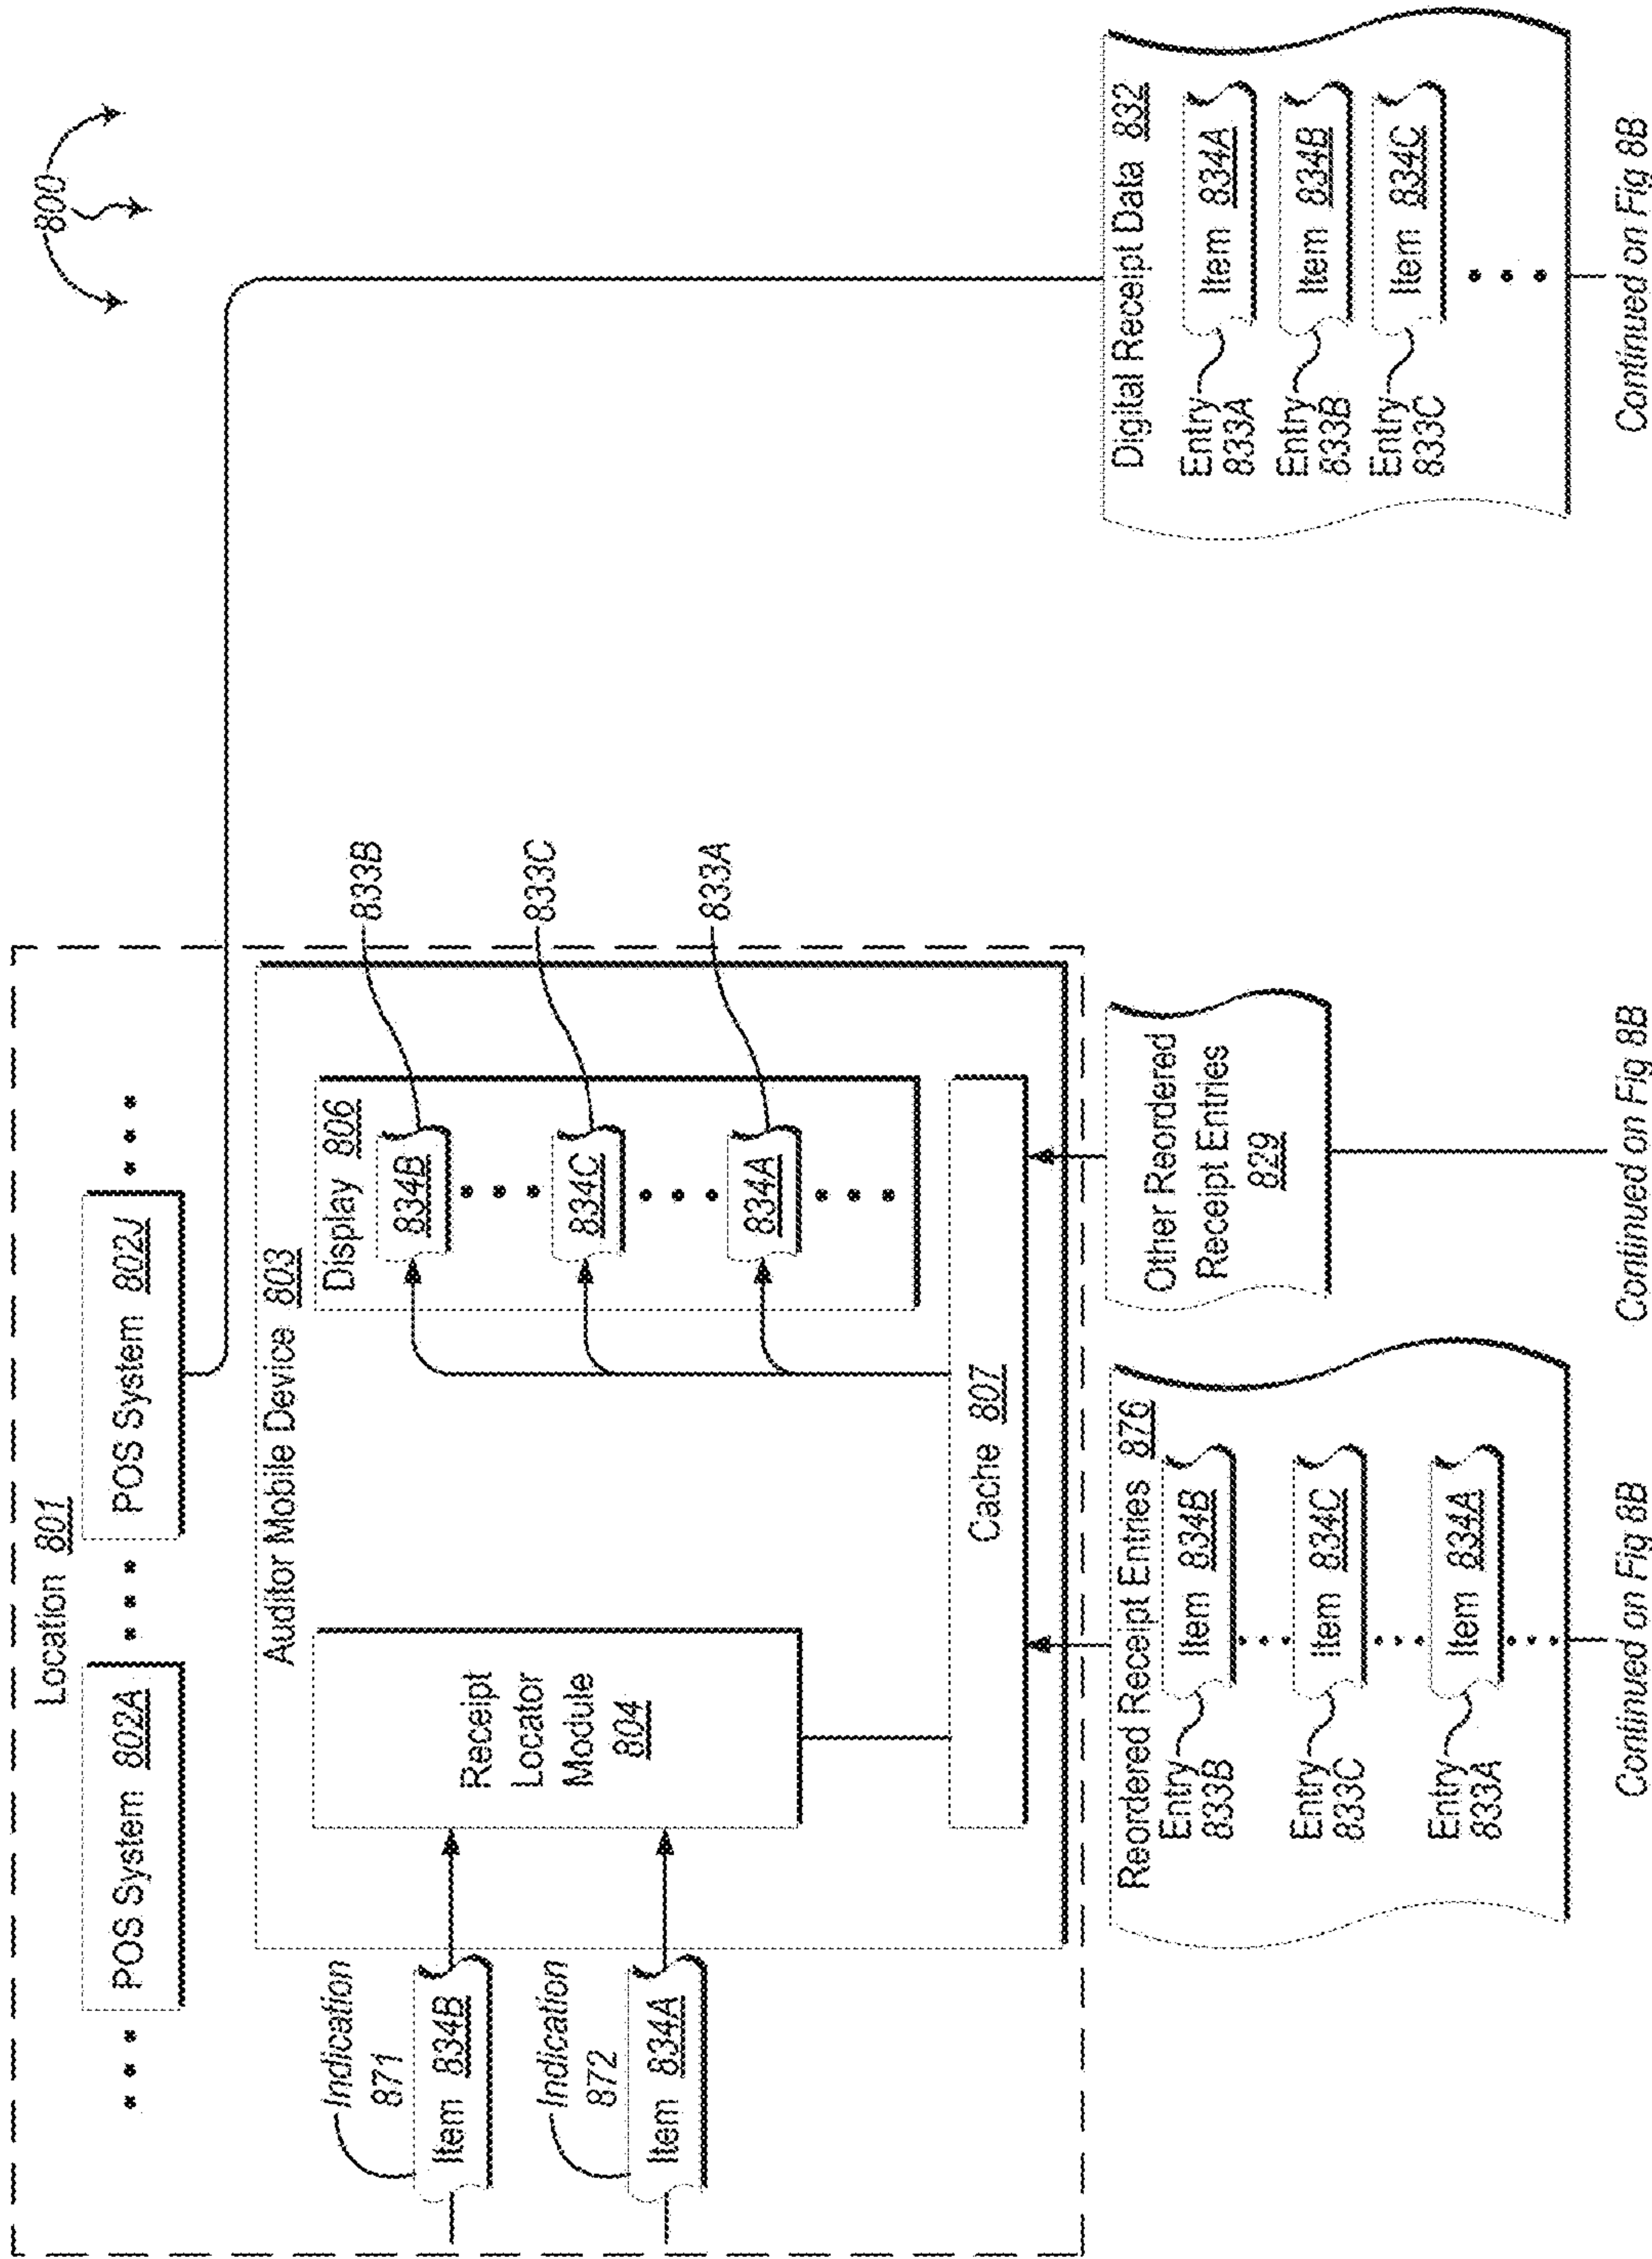 800
Location 801
POS System 802A
POS System 802J
Auditor Mobile Device 803
Indication
871
Item 834B
Indication
872
Item 834A
Receipt
Locator
Module
804
Display 806
834B
834C
834A
833B
833C
833A
Cache 807
Reordered Receipt Entries 876
Entry
833B
Item 834B
Entry
833C
Item 834C
Entry
833A
Item 834A
Other Reordered
Receipt Entries
829
Digital Receipt Data 832
Entry
833A
Item 834A
Entry
833B
Item 834B
Entry
833C
Item 834C
Continued on Fig 8B
Continued on Fig 8B
Continued on Fig 8B